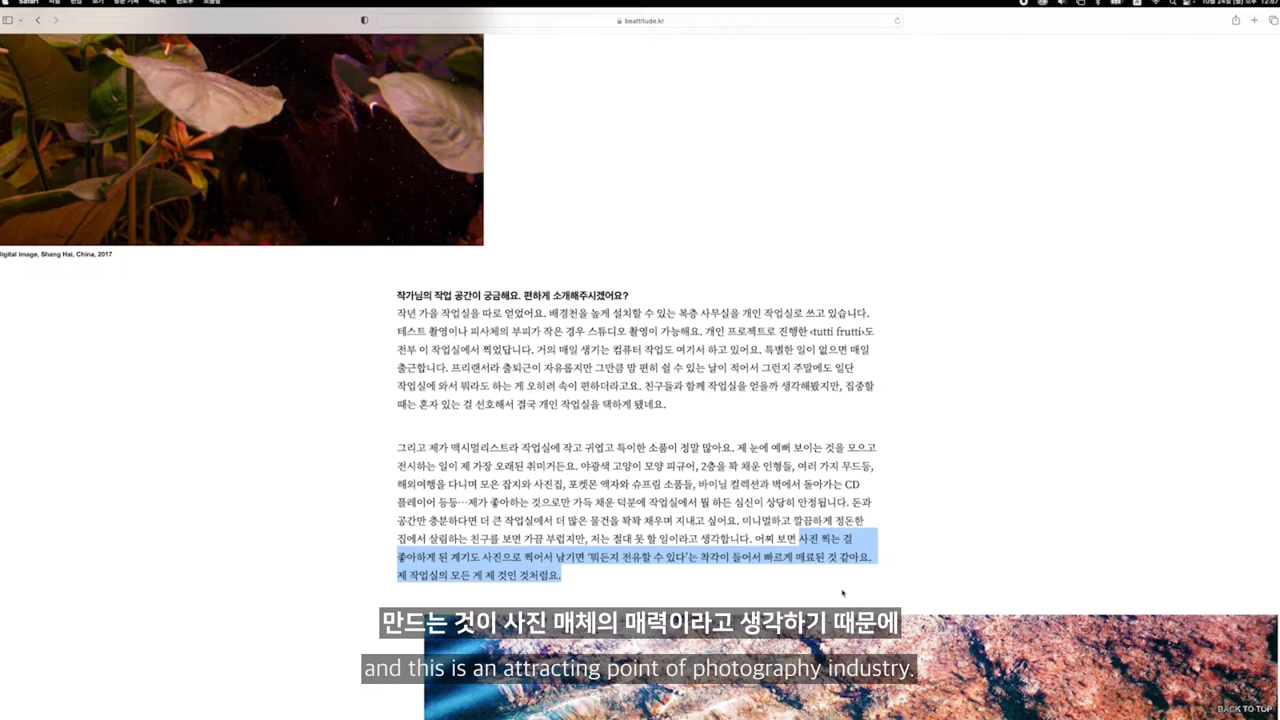 beattitude.kr
Digital image, Shang Hai, China, 2017
작가님의 작업 공간이 궁금해요. 편하게 소개해주시겠어요?
작년 가을 작업실을 따로 얻었어요. 배경천을 높게 설치할 수 있는 복층 사무실을 개인 작업실로 쓰고 있습니다.
테스트 촬영이나 피사체의 부피가 작은 경우 스튜디오 촬영이 가능해요. 개인 프로젝트로 진행한 <tutti frutti>도
전부 이 작업실에서 찍었답니다. 거의 매일 생기는 컴퓨터 작업도 여기서 하고 있어요. 특별한 일이 없으면 매일
출근합니다. 프리랜서라 출퇴근이 자유롭지만 그만큼 맘 편히 쉴 수 있는 날이 적어서 그런지 주말에도 일단
작업실에 와서 뭐라도 하는 게 오히려 속이 편하더라고요. 친구들과 함께 작업실을 얻을까 생각해봤지만, 집중할
때는 혼자 있는 걸 선호해서 결국 개인 작업실을 택하게 됐네요.
그리고 제가 맥시멀리스트라 작업실에 작고 귀엽고 특이한 소품이 정말 많아요. 제 눈에 예뻐 보이는 것을 모으고
전시하는 일이 제 가장 오래된 취미거든요. 야광색 고양이 모양 피규어, 2층을 꽉 채운 인형들, 여러 가지 무드등,
해외여행을 다니며 모은 잡지와 사진집, 포켓몬 액자와 슈프림 소품들, 바이닐 컬렉션과 벽에서 돌아가는 CD
플레이어 등등…제가 좋아하는 것으로만 가득 채운 덕분에 작업실에서 뭘 하든 심신이 상당히 안정됩니다. 돈과
공간만 충분하다면 더 큰 작업실에서 더 많은 물건을 꽉꽉 채우며 지내고 싶어요. 미니멀하고 깔끔하게 정돈한
집에서 살림하는 친구를 보면 가끔 부럽지만, 저는 절대 못 할 일이라고 생각합니다. 어찌 보면 사진 찍는 걸
좋아하게 된 계기도 사진으로 찍어서 남기면 ‘뭐든지 전유할 수 있다’는 착각이 들어서 빠르게 매료된 것 같아요.
제 작업실의 모든 게 제 것인 것처럼요.
만드는 것이 사진 매체의 매력이라고 생각하기 때문에
and this is an attracting point of photography industry.
BACK TO TOP